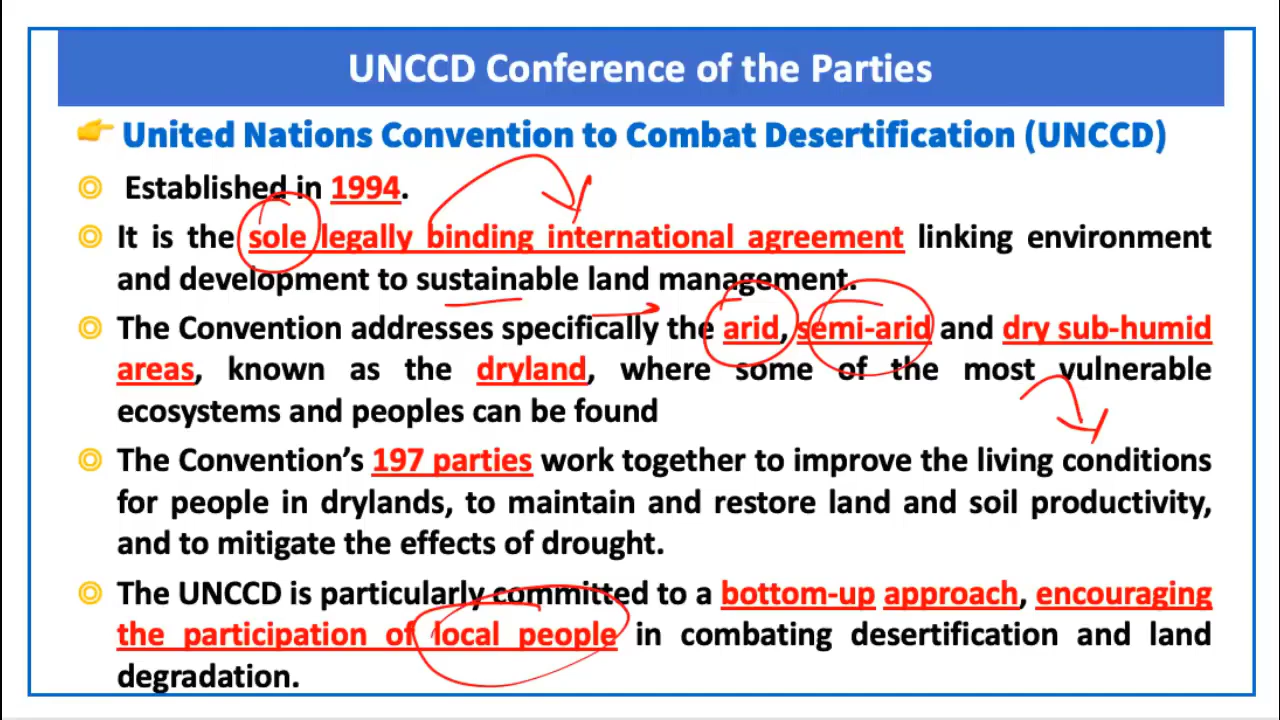 UNCCD Conference of the Parties
United Nations Convention to Combat Desertification (UNCCD)
Established in 1994.
It is the sole legally binding international agreement linking environment
and development to sustainable land management.
The Convention addresses specifically the arid, semi-arid and dry sub-humid
areas, known as the dryland, where some of the most vulnerable
ecosystems and peoples can be found
The Convention’s 197 parties work together to improve the living conditions
for people in drylands, to maintain and restore land and soil productivity,
and to mitigate the effects of drought.
The UNCCD is particularly committed to a bottom-up approach, encouraging
the participation of local people in combating desertification and land
degradation.